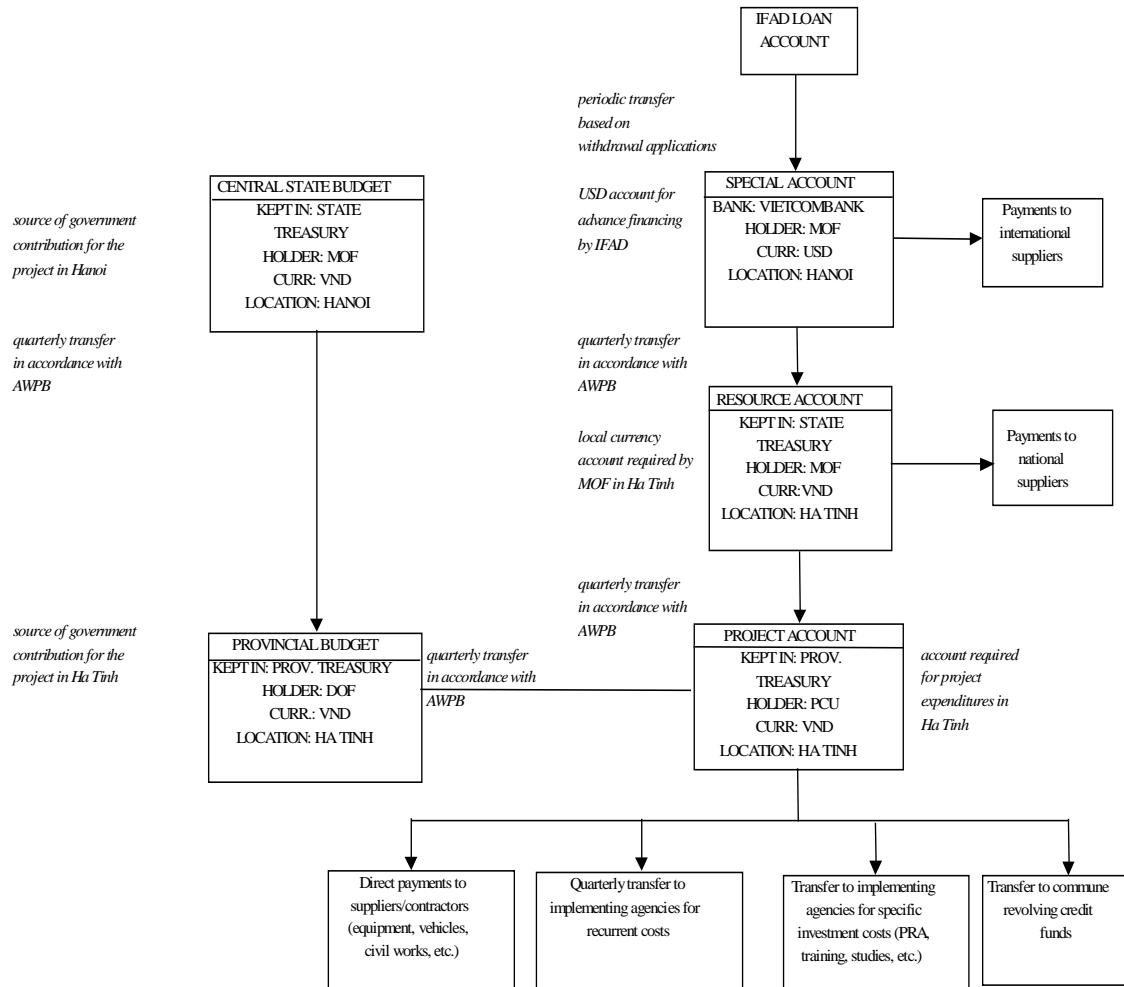 IFAD LOAN
ACCOUNT
periodic transfer
based on
withdrawal applications
CENTRAL STATE BUDGET
KEPT IN: STATE
TREASURY
HOLDER: MOF
CURR: VND
LOCATION: HANOI
source of government
contribution for the
project in Hanoi
USD account for
advance financing
by IFAD
SPECIAL ACCOUNT
BANK: VIETCOMBANK
HOLDER: MOF
CURR: USD
LOCATION: HANOI
Payments to
international
suppliers
quarterly transfer
in accordance with
AWPB
quarterly transfer
in accordance with
AWPB
RESOURCE ACCOUNT
KEPT IN: STATE
TREASURY
HOLDER: MOF
CURR:VND
LOCATION: HA TINH
local currency
account required by
MOF in Ha Tinh
Payments to
national
suppliers
quarterly transfer
in accordance with
AWPB
source of government
contribution for the
project in Ha Tinh
PROVINCIAL BUDGET
KEPT IN: PROV. TREASURY
HOLDER: DOF
CURR.: VND
LOCATION: HA TINH
quarterly transfer
in accordance with
AWPB
PROJECT ACCOUNT
KEPT IN: PROV.
TREASURY
HOLDER: PCU
CURR: VND
LOCATION: HA TINH
account required
for project
expenditures in
Ha Tinh
Direct payments to
suppliers/contractors
(equipment, vehicles,
civil works, etc.)
Quarterly transfer to
implementing agencies for
recurrent costs
Transfer to implementing
agencies for specific
investment costs (PRA,
training, studies, etc.)
Transfer to commune
revolving credit
funds